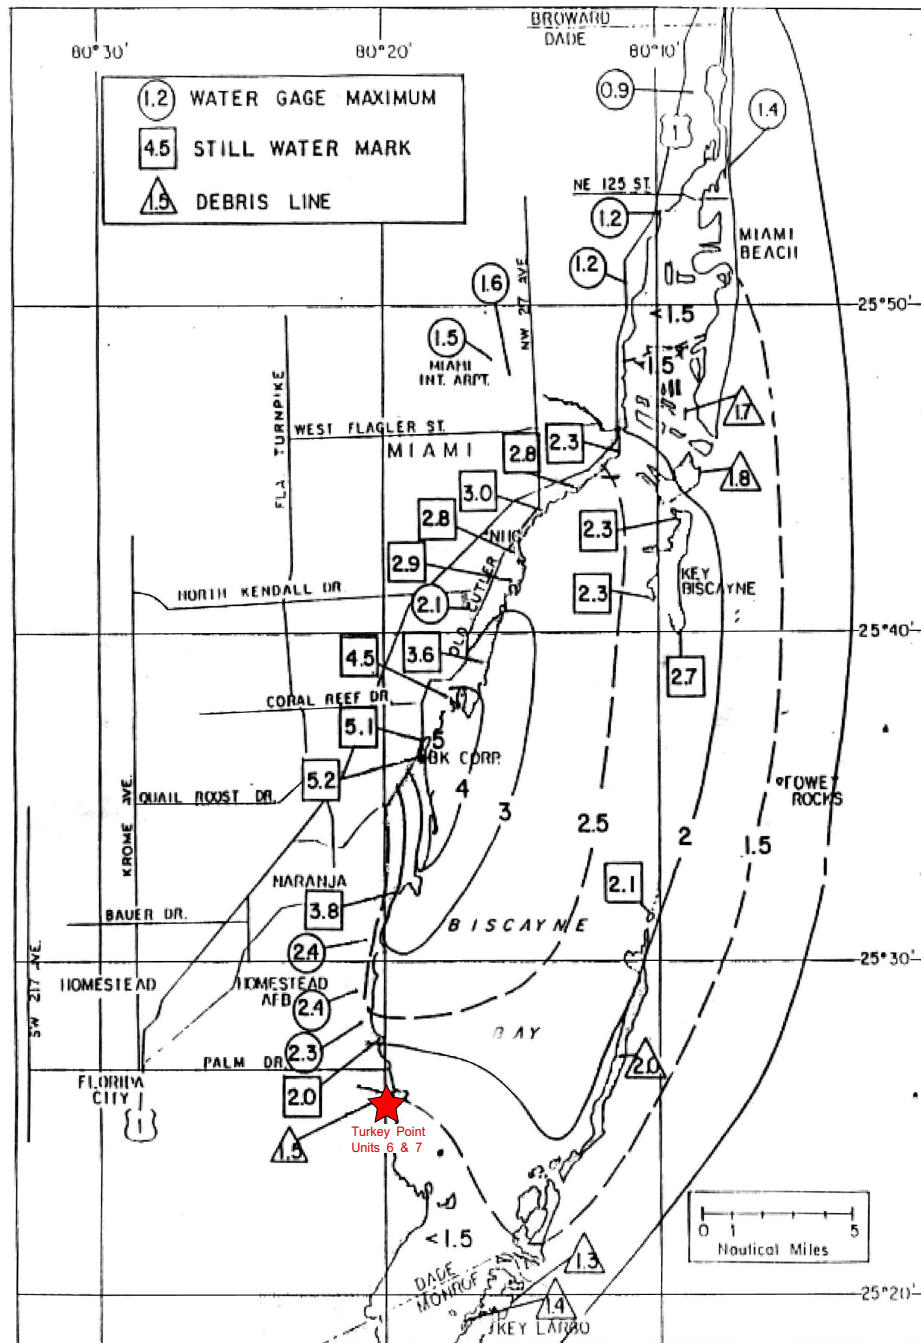 BROWARD
DADE
80°30'
80°20'
80°10'
1.2 WATER GAGE MAXIMUM
4.5 STILL WATER MARK
1.5 DEBRIS LINE
0.9
1
1.4
NE 125 ST.
1.2
MIAMI
BEACH
1.2
1.6
NW 27 AVE
25°50'
<1.5
1.5
MIAMI
INT. ARPT.
<1.5
FLA TURNPIKE
1.7
WEST FLAGLER ST.
MIAMI
2.3
2.8
1.8
3.0
2.8
NHC
2.3
2.9
OLD CUTLER
KEY
BISCAYNE
NORTH KENDALL DR.
2.1
2.3
25°40'
4.5
3.6
2.7
CORAL REEF DR.
5.1
5
BK CORP.
5.2
4
3
2.5
2
1.5
FOWEY
ROCKS
QUAIL ROOST DR.
KROME AVE.
NARANJA
2.1
3.8
BAUER DR.
BISCAYNE
2.4
25°30'
HOMESTEAD
HOMESTEAD
AFB
SW 217 AVE.
2.4
BAY
2.3
PALM DR.
2.0
FLORIDA
CITY
2.0
1
Turkey Point
Units 6 & 7
1.5
<1.5
0 1 5
Nautical Miles
DADE
MONROE
1.3
25°20'
1.4
KEY LARGO